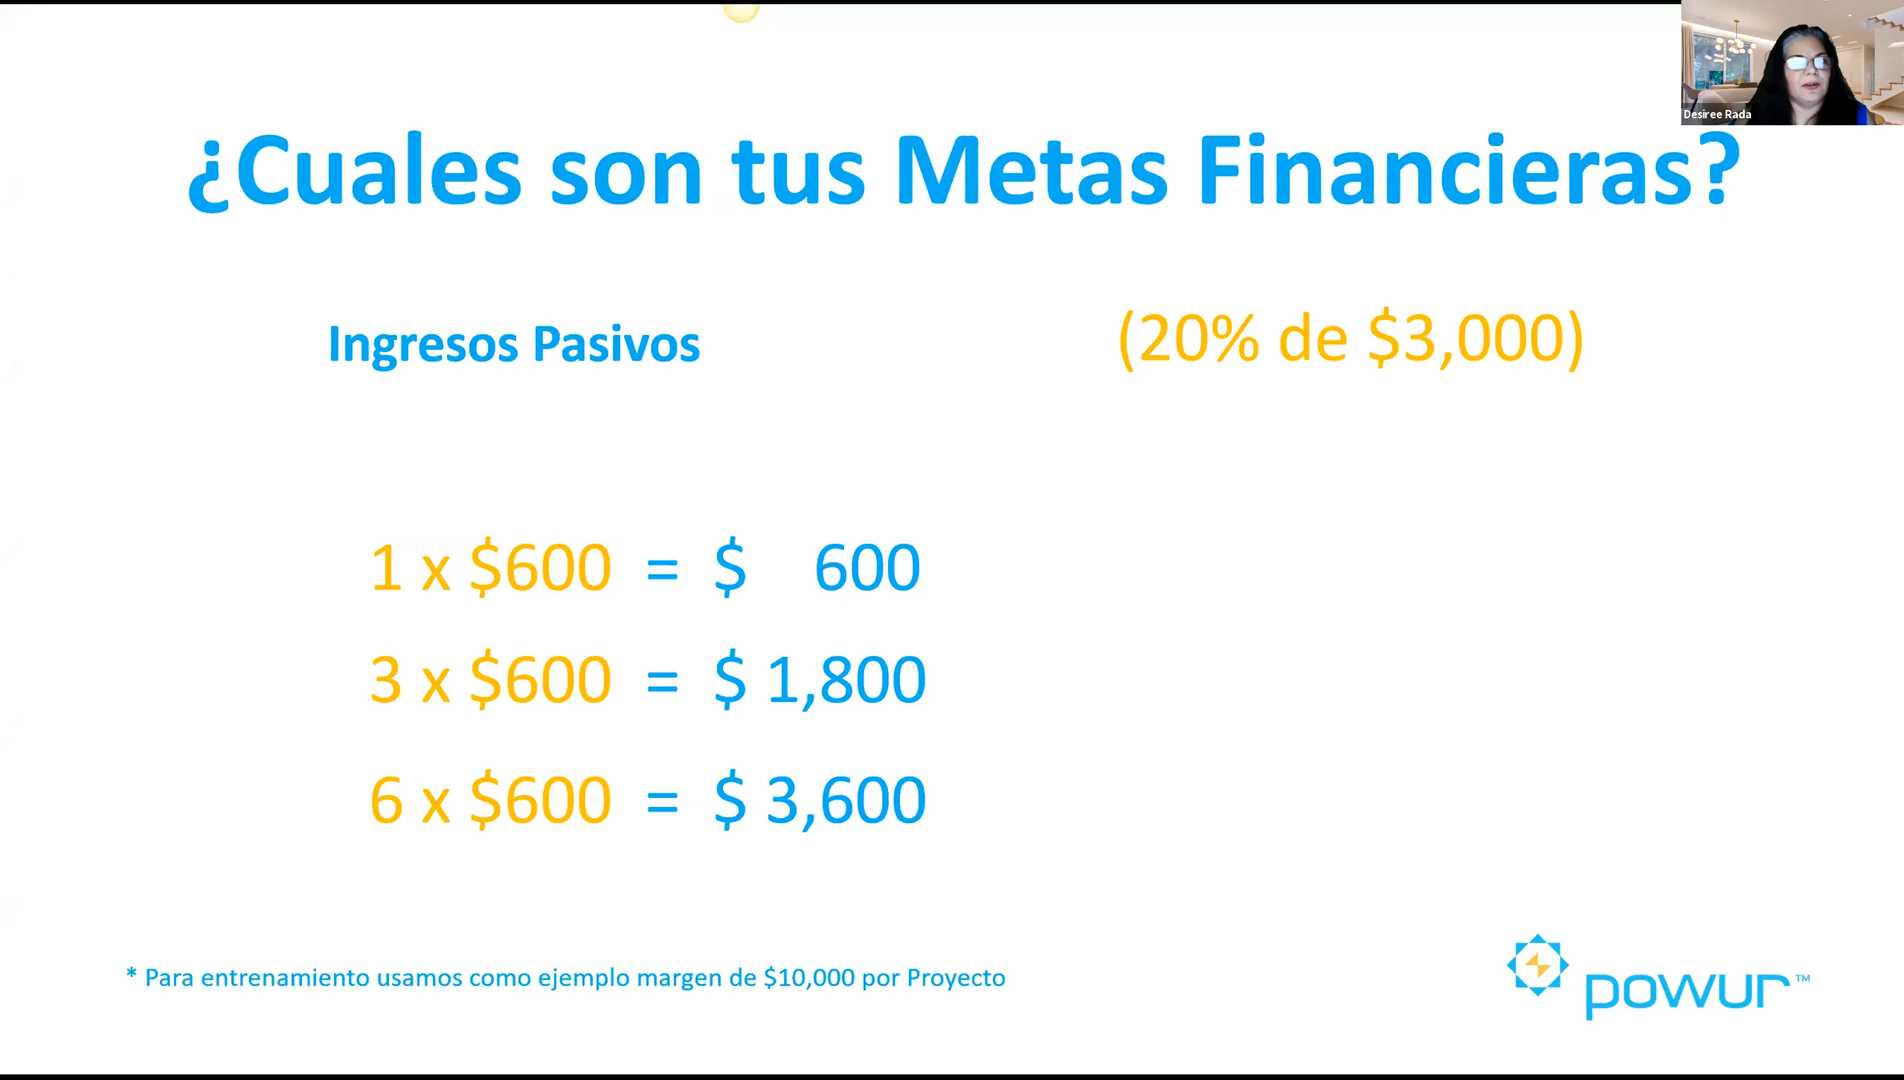 Desiree Rada
¿Cuales son tus Metas Financieras?
Ingresos Pasivos (20% de $3,000)
1 x $600 = $ 600
3 x $600 = $ 1,800
6 x $600 = $ 3,600
* Para entrenamiento usamos como ejemplo margen de $10,000 por Proyecto
powur™